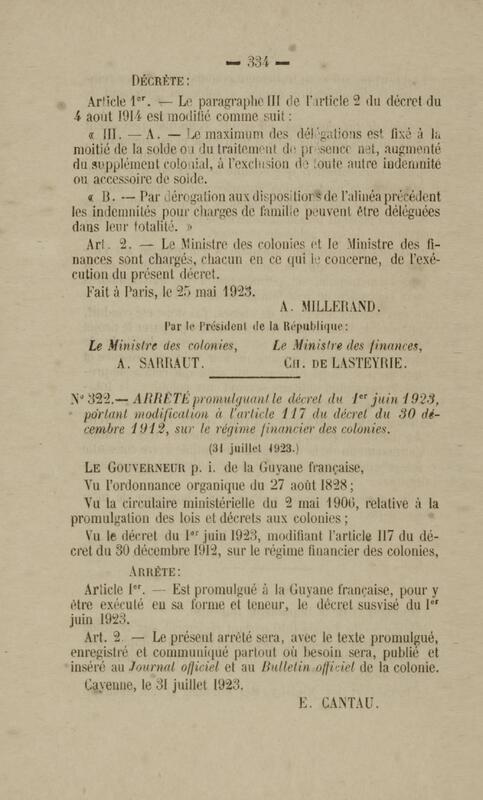 — 334 —
DÉCRÈTE :
Article 1er. — Le paragraphe III de l'article 2 du décret du
4 août 1914 est modifié comme suit :
« III. — A. — Le maximum des délégations est fixé à la
moitié de la solde ou du traitement de présence net, augmenté
du supplément colonial, à l'exclusion de toute autre indemnité
ou accessoire de solde.
« B. — Par dérogation aux dispositions de l'alinéa précédent
les indemnités pour charges de famille peuvent être déléguées
dans leur totalité. »
Art. 2. — Le Ministre des colonies et le Ministre des fi-
nances sont chargés, chacun en ce qui le concerne, de l'exé-
cution du présent décret.
Fait à Paris, le 25 mai 1923.
A. MILLERAND.
Par le Président de la République :
Le Ministre des colonies, Le Ministre des finances,
A. SARRAUT. CH. DE LASTEYRIE.
N° 322.— ARRÊTÉ promulguant le décret du 1er juin 1923,
portant modification à l'article 117 du décret du 30 dé-
cembre 1912, sur le régime financier des colonies.
(31 juillet 1923.)
LE GOUVERNEUR p. i. de la Guyane française,
Vu l'ordonnance organique du 27 août 1828 ;
Vu la circulaire ministérielle du 2 mai 1906, relative à la
promulgation des lois et décrets aux colonies ;
Vu le décret du 1er juin 1923, modifiant l'article 117 du dé-
cret du 30 décembre 1912, sur le régime financier des colonies,
ARRÊTE :
Article 1er. — Est promulgué à la Guyane française, pour y
être exécuté en sa forme et teneur, le décret susvisé du 1er
juin 1923.
Art. 2. — Le présent arrêté sera, avec le texte promulgué,
enregistré et communiqué partout où besoin sera, publié et
inséré au Journal officiel et au Bulletin officiel de la colonie.
Cayenne, le 31 juillet 1923.
E. CANTAU.